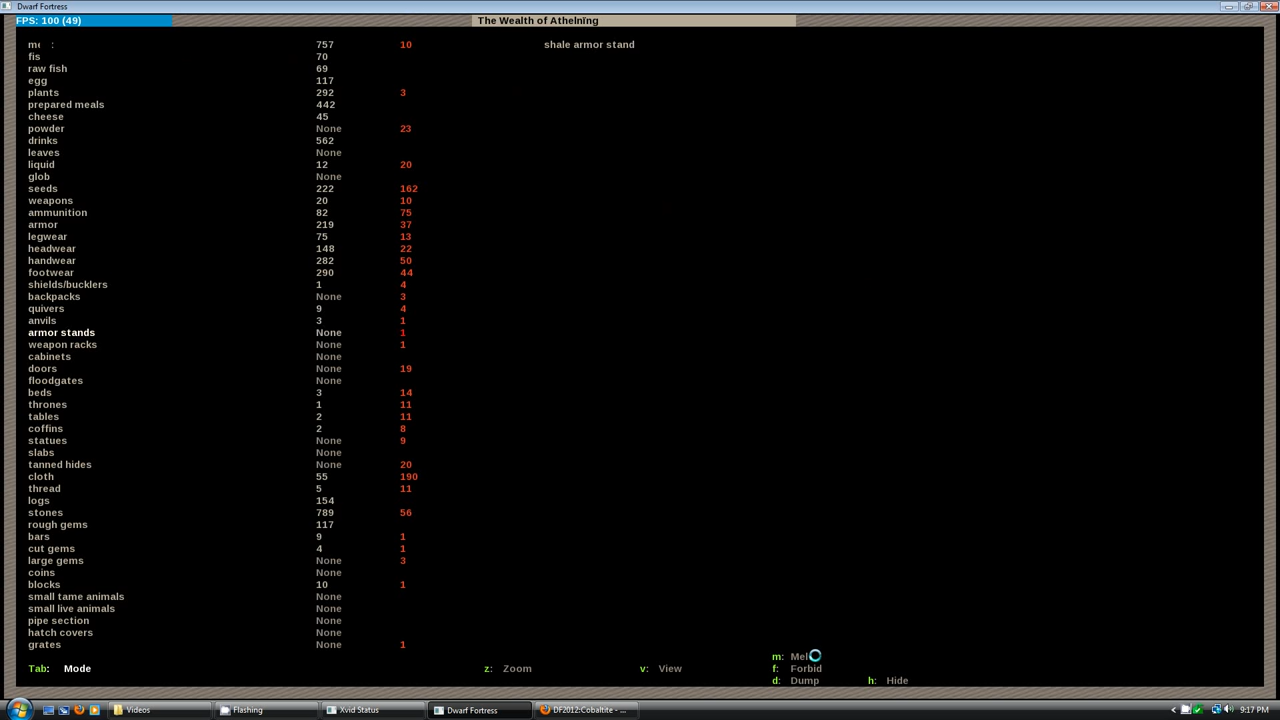 Dwarf Fortress
FPS: 100 (49)
The Wealth of Athelnïng
me : 757 10 shale armor stand
fis 70
raw fish 69
egg 117
plants 292 3
prepared meals 442
cheese 45
powder None 23
drinks 562
leaves None
liquid 12 20
glob None
seeds 222 162
weapons 20 10
ammunition 82 75
armor 219 37
legwear 75 13
headwear 148 22
handwear 282 50
footwear 290 44
shields/bucklers 1 4
backpacks None 3
quivers 9 4
anvils 3 1
armor stands None 1
weapon racks None 1
cabinets None
doors None 19
floodgates None
beds 3 14
thrones 1 11
tables 2 11
coffins 2 8
statues None 9
slabs None
tanned hides None 20
cloth 55 190
thread 5 11
logs 154
stones 789 56
rough gems 117
bars 9 1
cut gems 4 1
large gems None 3
coins None
blocks 10 1
small tame animals None
small live animals None
pipe section None
hatch covers None
grates None 1
m: Mel
Tab: Mode z: Zoom v: View f: Forbid
d: Dump h: Hide
Videos Flashing Xvid Status Dwarf Fortress DF2012:Cobaltite - ... 9:17 PM